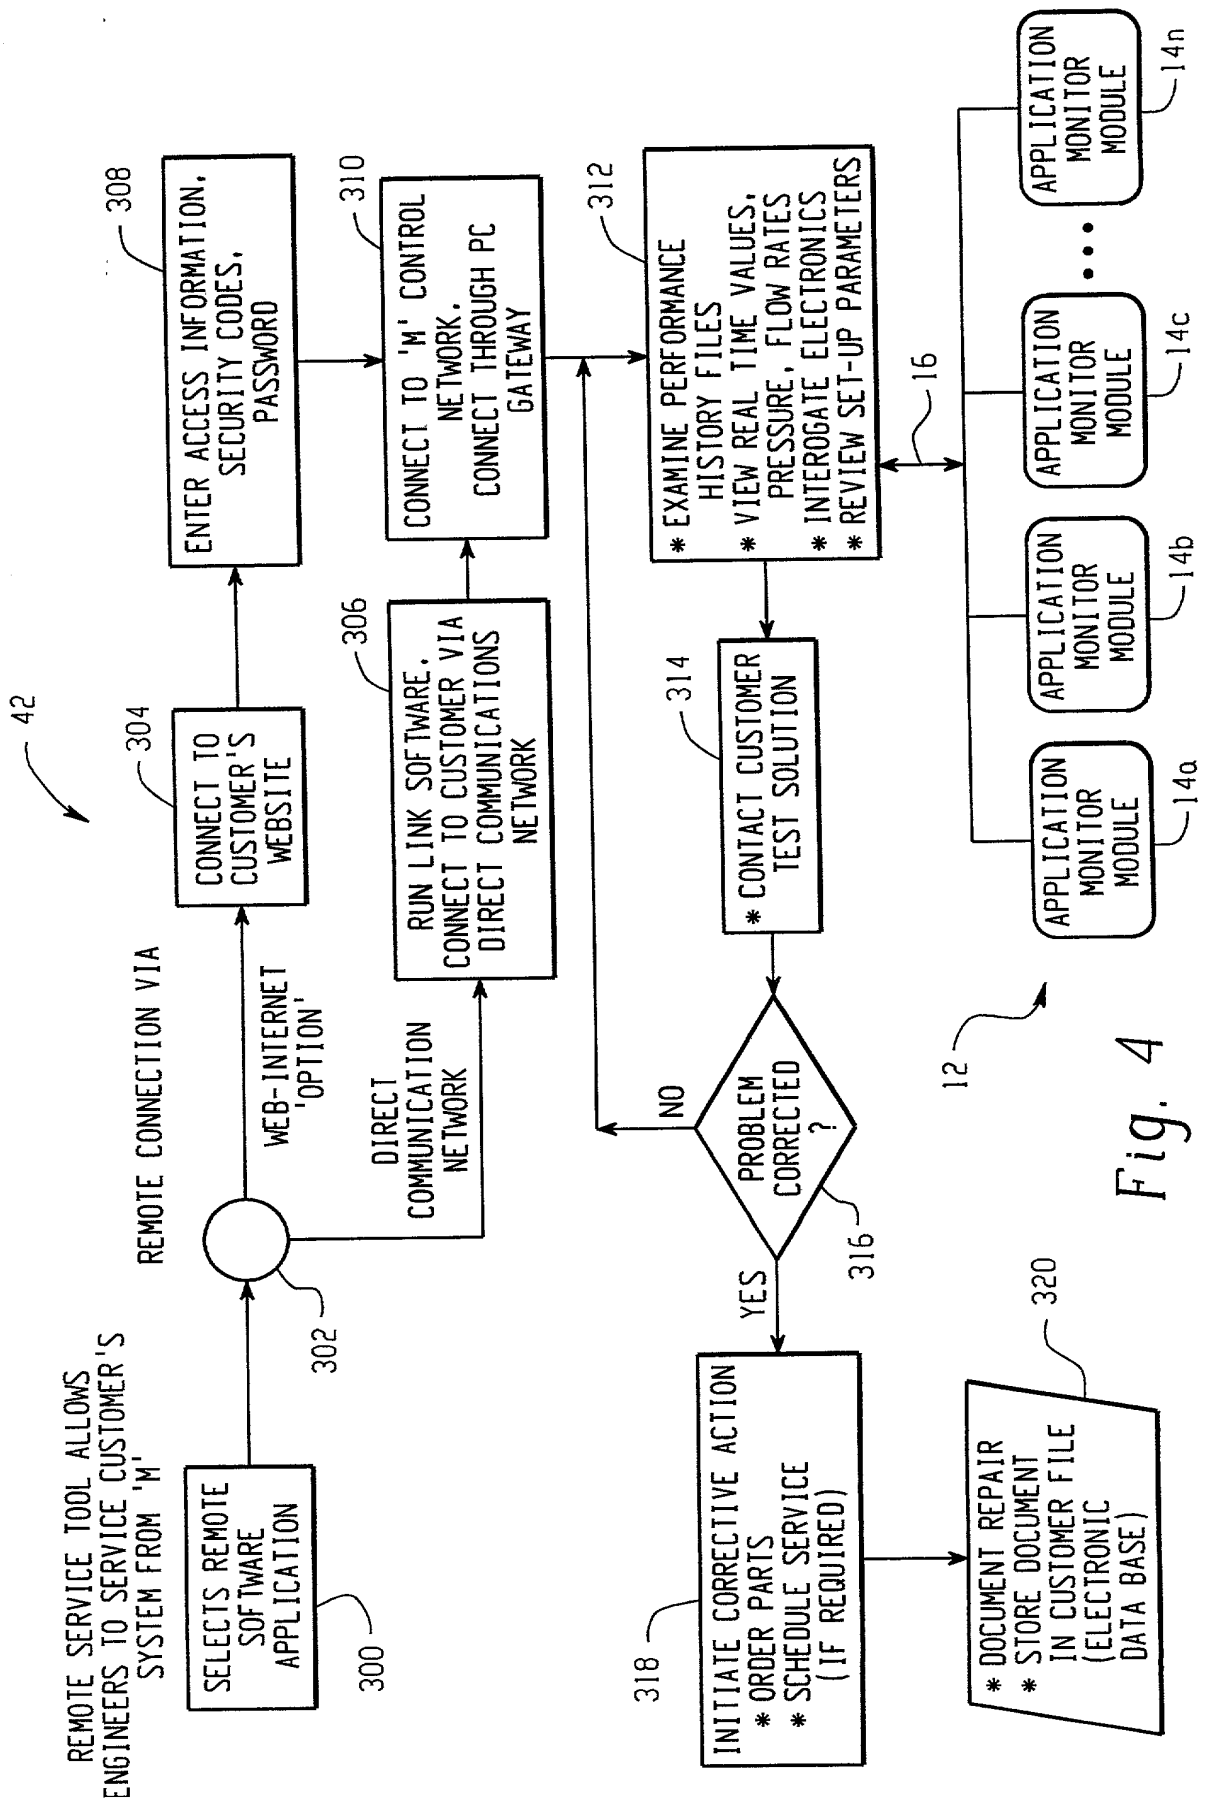 REMOTE SERVICE TOOL ALLOWS
ENGINEERS TO SERVICE CUSTOMER'S
SYSTEM FROM 'M'
42
SELECTS REMOTE
SOFTWARE
APPLICATION
300
302
REMOTE CONNECTION VIA
WEB-INTERNET
'OPTION'
304
CONNECT TO
CUSTOMER'S
WEBSITE
308
ENTER ACCESS INFORMATION,
SECURITY CODES,
PASSWORD
DIRECT
COMMUNICATION
NETWORK
306
RUN LINK SOFTWARE.
CONNECT TO CUSTOMER VIA
DIRECT COMMUNICATIONS
NETWORK
310
CONNECT TO 'M' CONTROL
NETWORK.
CONNECT THROUGH PC
GATEWAY
312
* EXAMINE PERFORMANCE
HISTORY FILES
* VIEW REAL TIME VALUES,
PRESSURE, FLOW RATES
* INTEROGATE ELECTRONICS
* REVIEW SET-UP PARAMETERS
314
* CONTACT CUSTOMER
TEST SOLUTION
NO
PROBLEM
CORRECTED
?
316
YES
318
INITIATE CORRECTIVE ACTION
* ORDER PARTS
* SCHEDULE SERVICE
(IF REQUIRED)
320
* DOCUMENT REPAIR
* STORE DOCUMENT
IN CUSTOMER FILE
(ELECTRONIC
DATA BASE)
16
12
APPLICATION
MONITOR
MODULE
14a
APPLICATION
MONITOR
MODULE
14b
APPLICATION
MONITOR
MODULE
14c
APPLICATION
MONITOR
MODULE
14n
Fig. 4